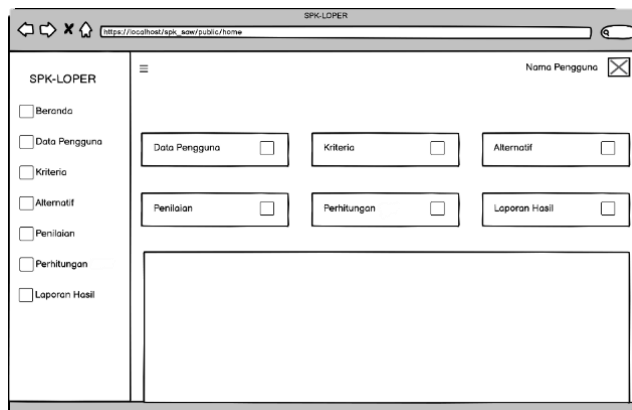 SPK-LOPER
https://localhost/spk_saw/public/home
SPK-LOPER
Beranda
Data Pengguna
Kriteria
Alternatif
Penilaian
Perhitungan
Laporan Hasil
Nama Pengguna
Data Pengguna
Kriteria
Alternatif
Penilaian
Perhitungan
Laporan Hasil